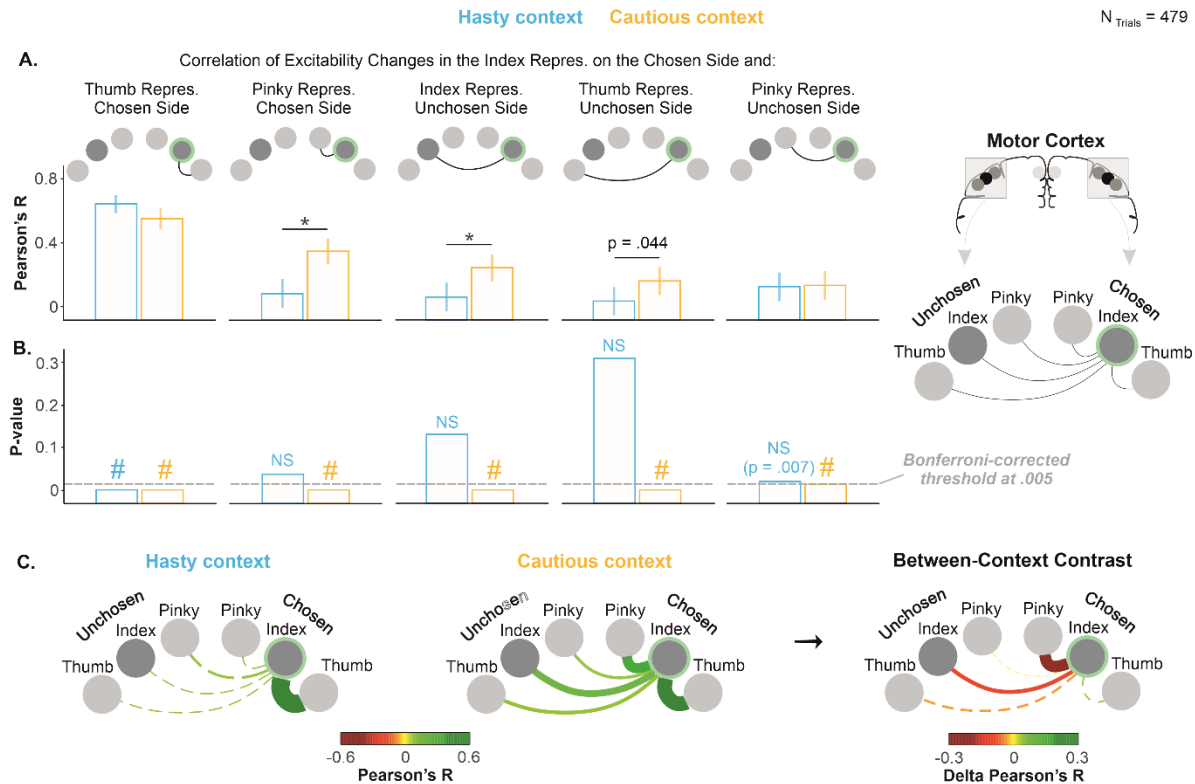 Hasty context Cautious context
N Trials = 479
A.
Correlation of Excitability Changes in the Index Repres. on the Chosen Side and:
Thumb Repres.
Chosen Side
Pinky Repres.
Chosen Side
Index Repres.
Unchosen Side
Thumb Repres.
Unchosen Side
Pinky Repres.
Unchosen Side
Pearson's R
0.8
0.4
0
*
*
p = .044
Motor Cortex
Unchosen
Chosen
Pinky
Pinky
Index
Index
Thumb
Thumb
B.
P-value
0.3
0.1
0
# #
NS #
NS #
NS #
NS
(p = .007) #
Bonferroni-corrected
threshold at .005
C.
Hasty context
Unchosen
Chosen
Pinky
Pinky
Index
Index
Thumb
Thumb
Cautious context
Unchosen
Chosen
Pinky
Pinky
Index
Index
Thumb
Thumb
Between-Context Contrast
Unchosen
Chosen
Pinky
Pinky
Index
Index
Thumb
Thumb
-0.6 0 0.6
Pearson's R
-0.3 0 0.3
Delta Pearson's R